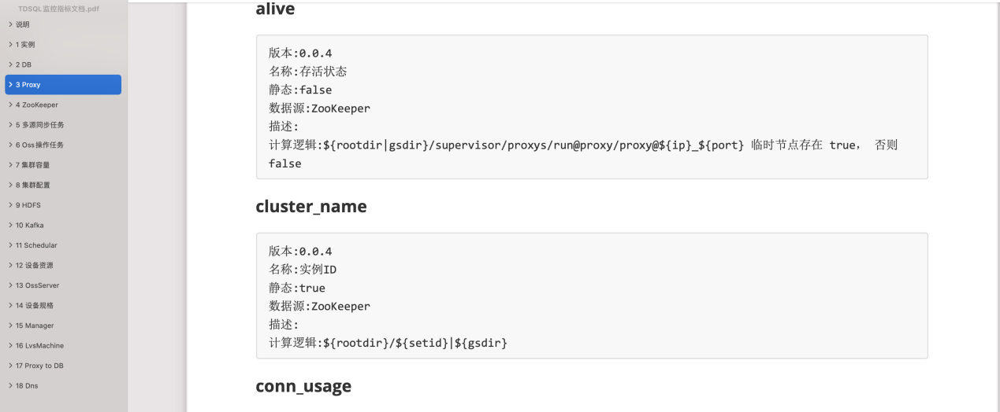 TDSQL监控指标文档.pdf
> 说明
> 1 实例
> 2 DB
> 3 Proxy
> 4 ZooKeeper
> 5 多源同步任务
> 6 Oss操作任务
> 7 集群容量
> 8 集群配置
> 9 HDFS
> 10 Kafka
> 11 Schedular
> 12 设备资源
> 13 OssServer
> 14 设备规格
> 15 Manager
> 16 LvsMachine
> 17 Proxy to DB
> 18 Dns
alive
版本:0.0.4
名称:存活状态
静态:false
数据源:ZooKeeper
描述:
计算逻辑:${rootdir|gsdir}/supervisor/proxys/run@proxy/proxy@${ip}_${port} 临时节点存在 true, 否则
false
cluster_name
版本:0.0.4
名称:实例ID
静态:true
数据源:ZooKeeper
描述:
计算逻辑:${rootdir}/${setid}|${gsdir}
conn_usage